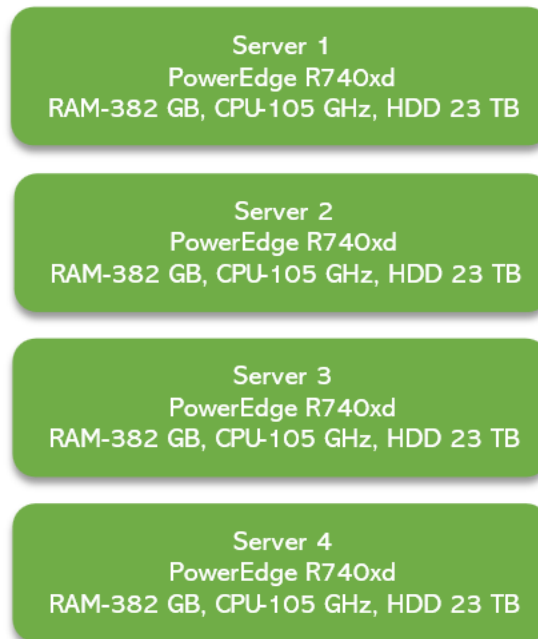 Server 1
PowerEdge R740xd
RAM-382 GB, CPU-105 GHz, HDD 23 TB
Server 2
PowerEdge R740xd
RAM-382 GB, CPU-105 GHz, HDD 23 TB
Server 3
PowerEdge R740xd
RAM-382 GB, CPU-105 GHz, HDD 23 TB
Server 4
PowerEdge R740xd
RAM-382 GB, CPU-105 GHz, HDD 23 TB